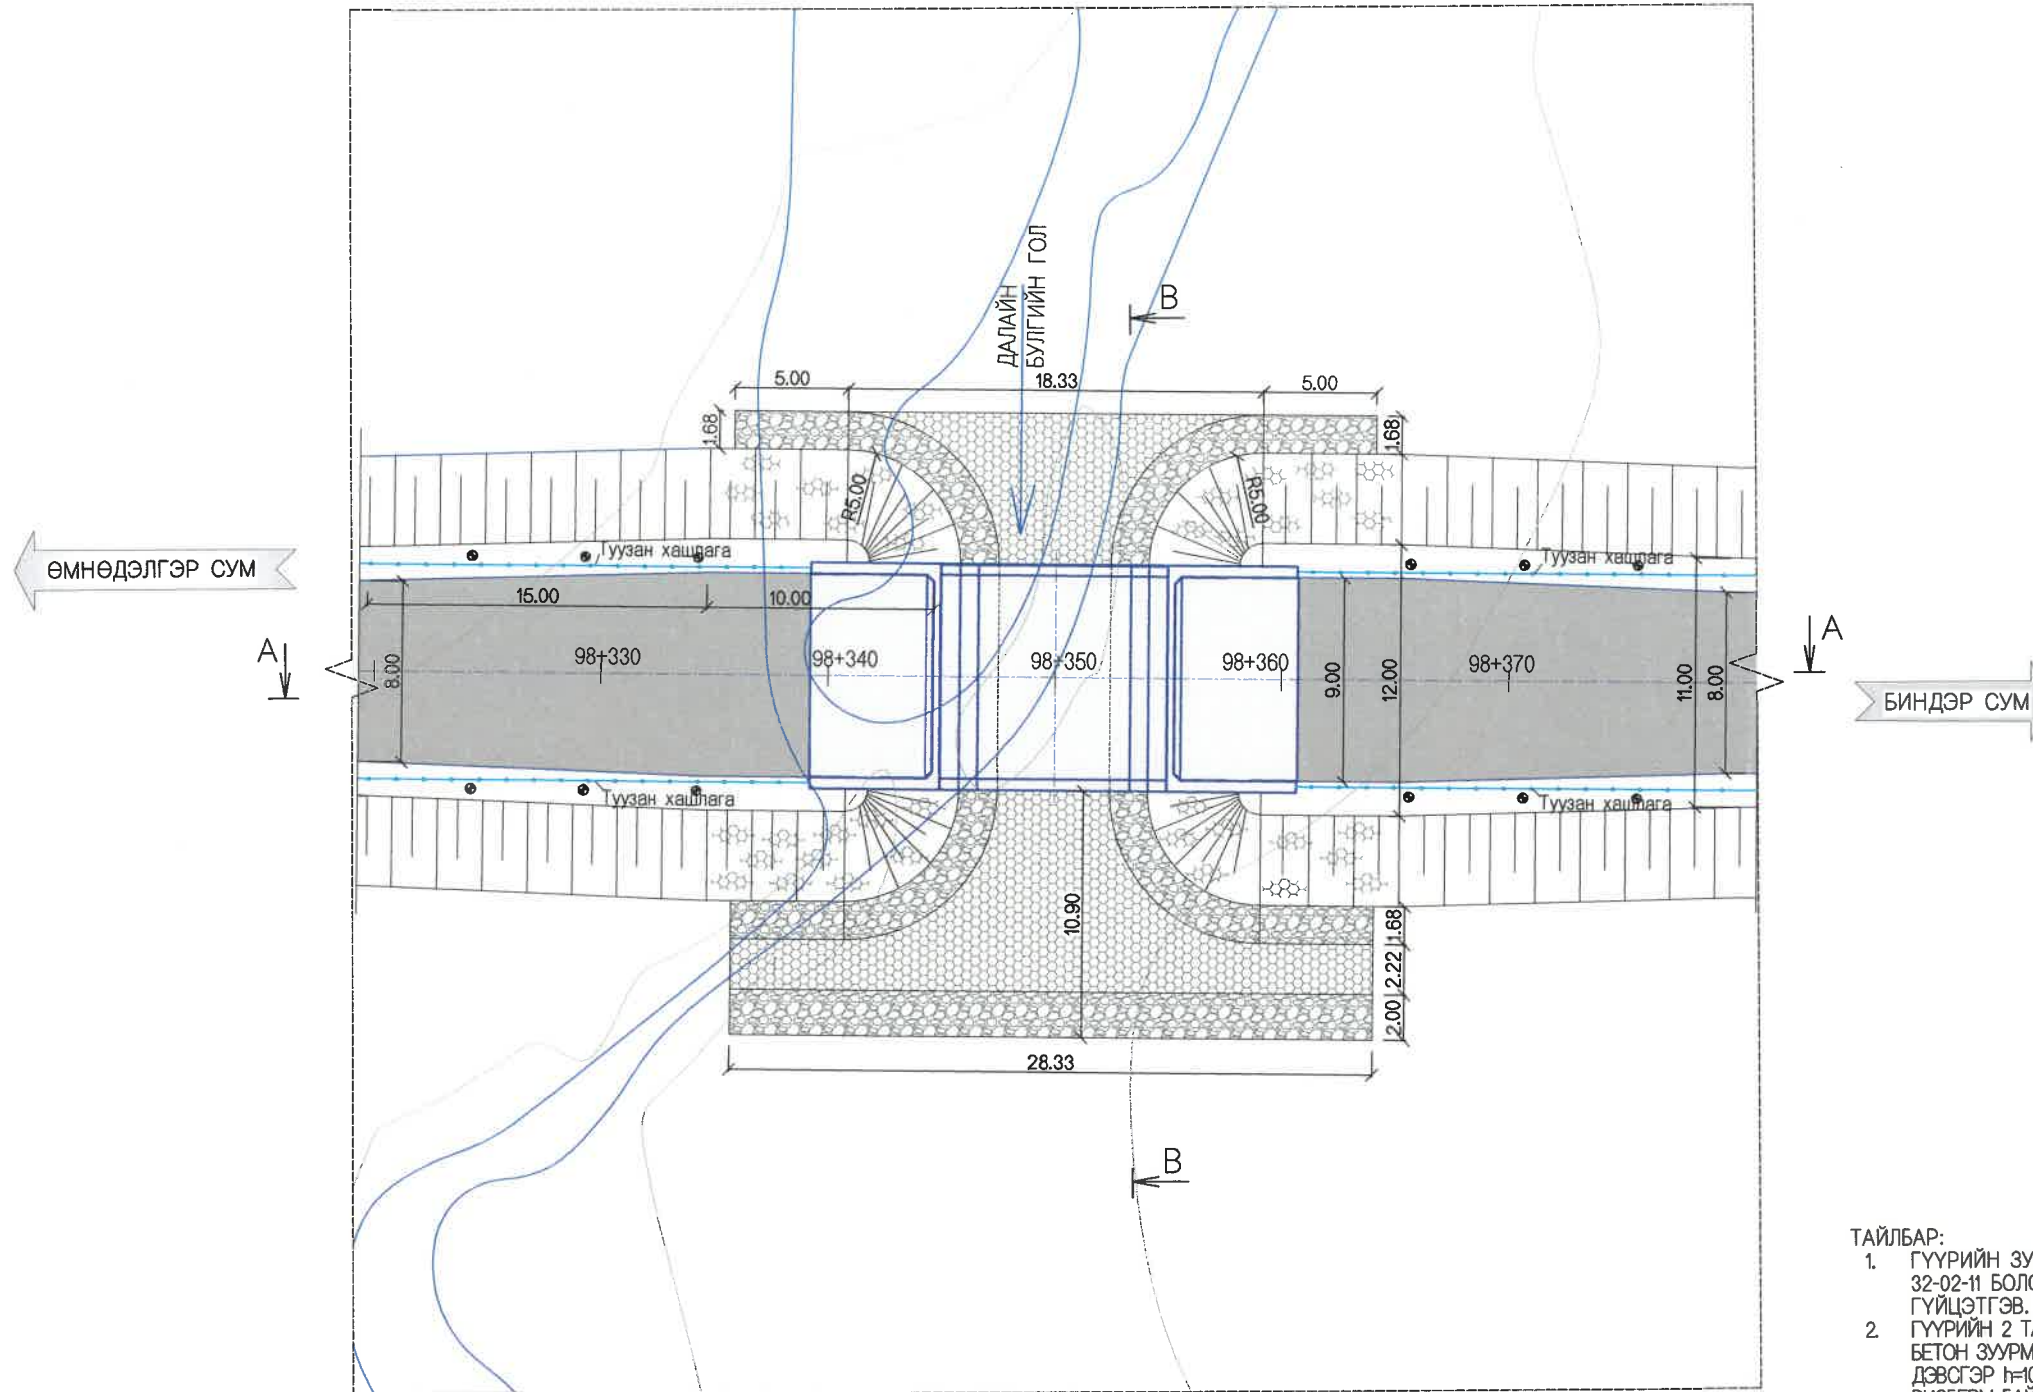 ДАЛАЙН
БУЛГИЙН ГОЛ
B
5.00
18.33
5.00
1.68
1.68
R5.00
R5.00
Туузан хашлага
Туузан хашлага
ӨМНӨДЭЛГЭР СУМ
15.00
10.00
A
A
8.00
98+330
98+340
98+350
98+360
98+370
9.00
12.00
11.00
8.00
БИНДЭР СУМ
Туузан хашлага
Туузан хашлага
10.90
1.68
2.22
2.00
28.33
B
ТАЙЛБАР:
1. ГҮҮРИЙН
32-02-11
ГҮЙЦЭТГЭВ.
2. ГҮҮРИЙН 2
БЕТОН
ДЭВСГЭР